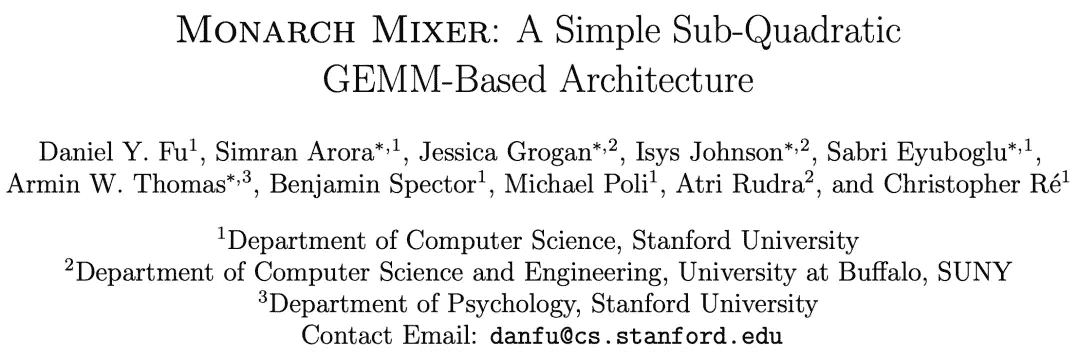 MONARCH MIXER: A Simple Sub-Quadratic
GEMM-Based Architecture
Daniel Y. Fu¹, Simran Arora*,¹, Jessica Grogan*,², Isys Johnson*,², Sabri Eyuboglu*,¹,
Armin W. Thomas*,³, Benjamin Spector¹, Michael Poli¹, Atri Rudra², and Christopher Ré¹
¹Department of Computer Science, Stanford University
²Department of Computer Science and Engineering, University at Buffalo, SUNY
³Department of Psychology, Stanford University
Contact Email: danfu@cs.stanford.edu